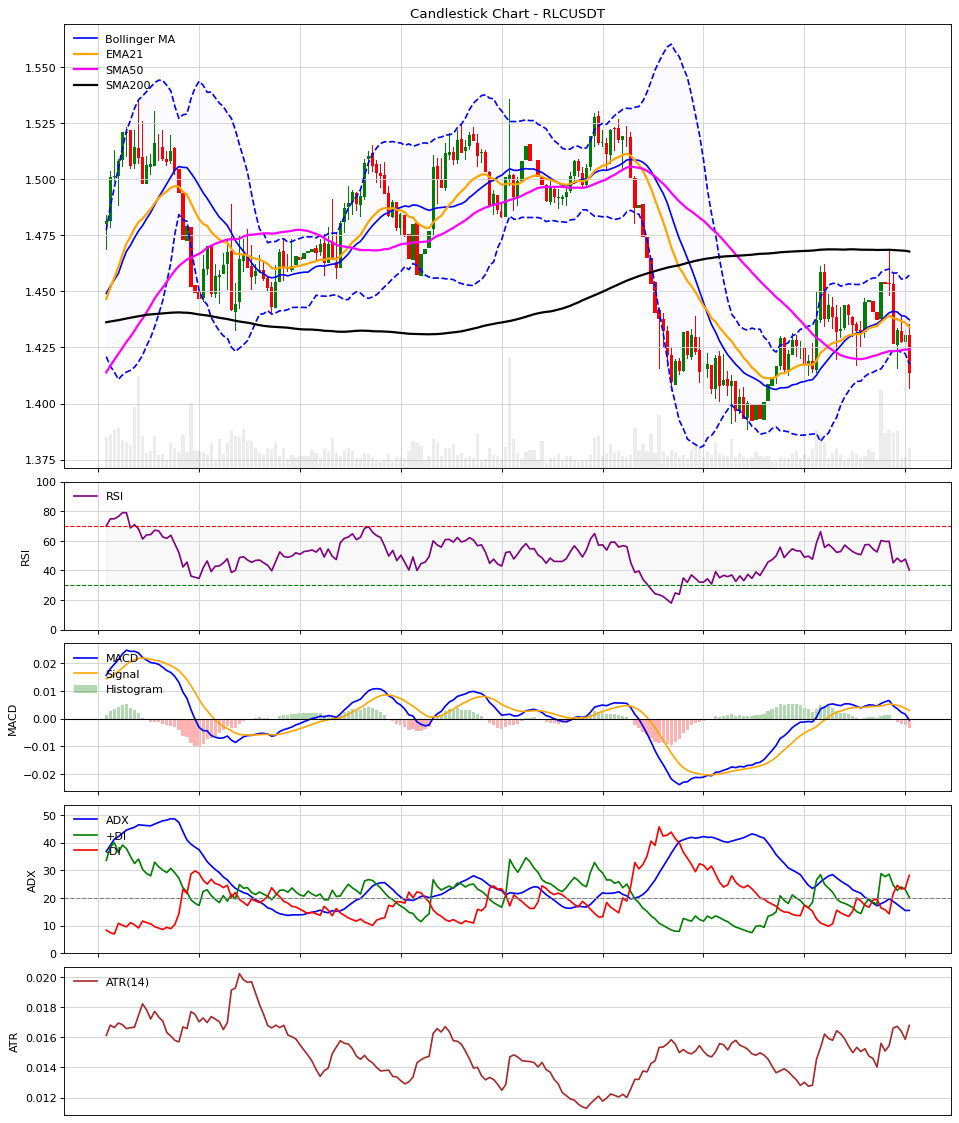 Candlestick Chart - RLCUSDT
Bollinger MA
EMA21
SMA50
SMA200
1.550
1.525
1.500
1.475
1.450
1.425
1.400
1.375
RSI
100
80
60
40
20
0
RSI
MACD
Signal
Histogram
0.02
0.01
0.00
−0.01
−0.02
MACD
ADX
+DI
-DI
50
40
30
20
10
0
ADX
ATR(14)
0.020
0.018
0.016
0.014
0.012
ATR